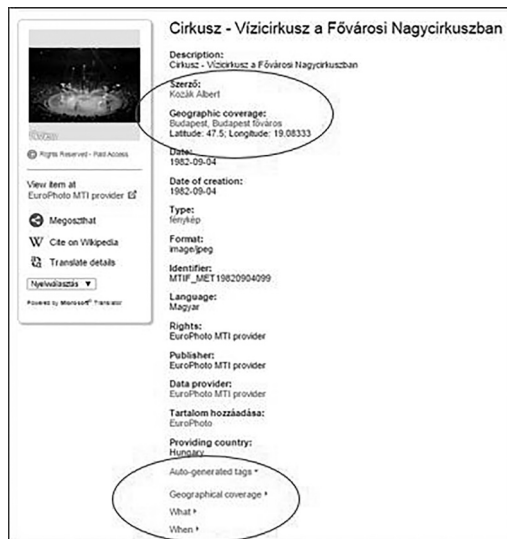 Cirkusz - Vízicirkusz a Fővárosi Nagycirkuszban
Description:
Cirkusz - Vízicirkusz a Fővárosi Nagycirkuszban
Szerző:
Kozák Albert
Geographic coverage:
Budapest, Budapest főváros
Latitude: 47.5; Longitude: 19.08333
Date:
1982-09-04
Date of creation:
1982-09-04
Type:
fénykép
Format:
image/jpeg
Identifier:
MTIF_MET19820904099
Language:
Magyar
Rights:
EuroPhoto MTI provider
Publisher:
EuroPhoto MTI provider
Data provider:
EuroPhoto MTI provider
Tartalom hozzáadása:
EuroPhoto
Providing country:
Hungary
Auto-generated tags
Geographical coverage
What
When
Rights Reserved - Paid Access
View item at
EuroPhoto MTI provider
Megoszthat
W Cite on Wikipedia
Translate details
Nyelvválasztás
Powered by Microsoft® Translator